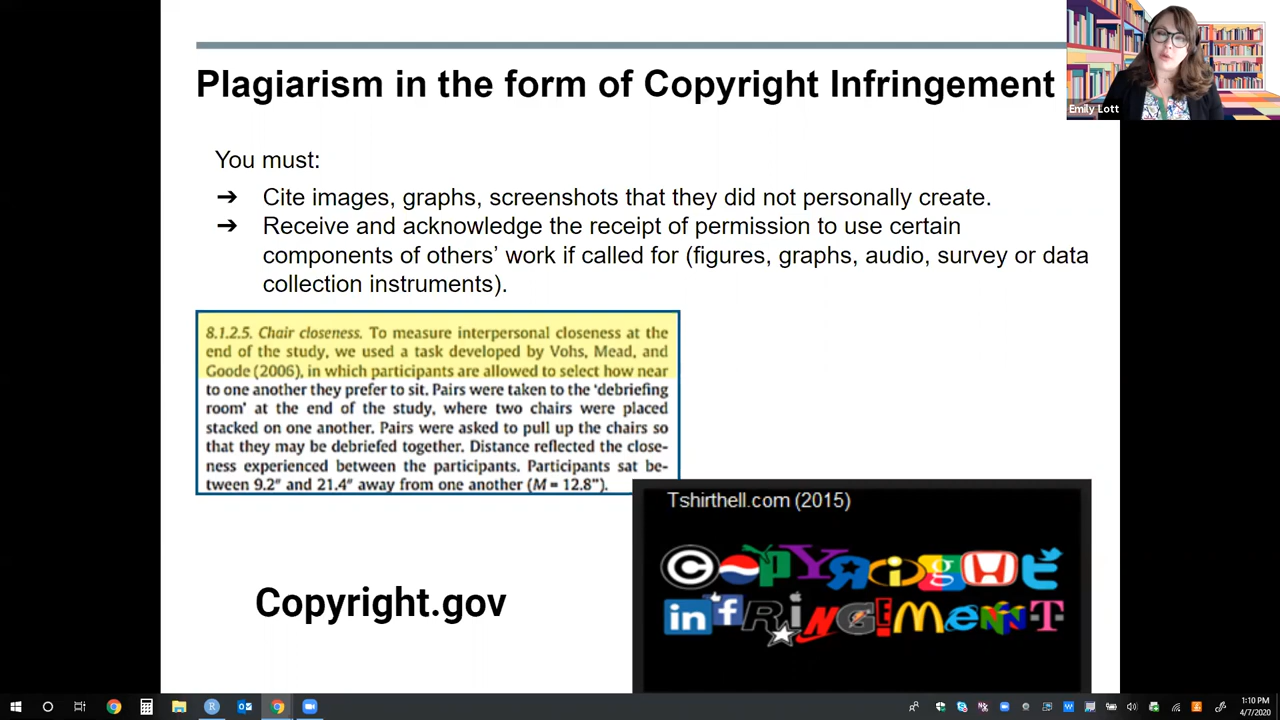 Plagiarism in the form of Copyright Infringement
Emily Lott
You must:
➔ Cite images, graphs, screenshots that they did not personally create.
➔ Receive and acknowledge the receipt of permission to use certain
components of others’ work if called for (figures, graphs, audio, survey or data
collection instruments).
8.1.2.5. Chair closeness. To measure interpersonal closeness at the
end of the study, we used a task developed by Vohs, Mead, and
Goode (2006), in which participants are allowed to select how near
to one another they prefer to sit. Pairs were taken to the 'debriefing
room' at the end of the study, where two chairs were placed
stacked on one another. Pairs were asked to pull up the chairs so
that they may be debriefed together. Distance reflected the close-
ness experienced between the participants. Participants sat be-
tween 9.2" and 21.4" away from one another (M = 12.8").
Tshirthell.com (2015)
©OPYRiGHt
infRiNGEMENT
Copyright.gov
1:10 PM
4/7/2020